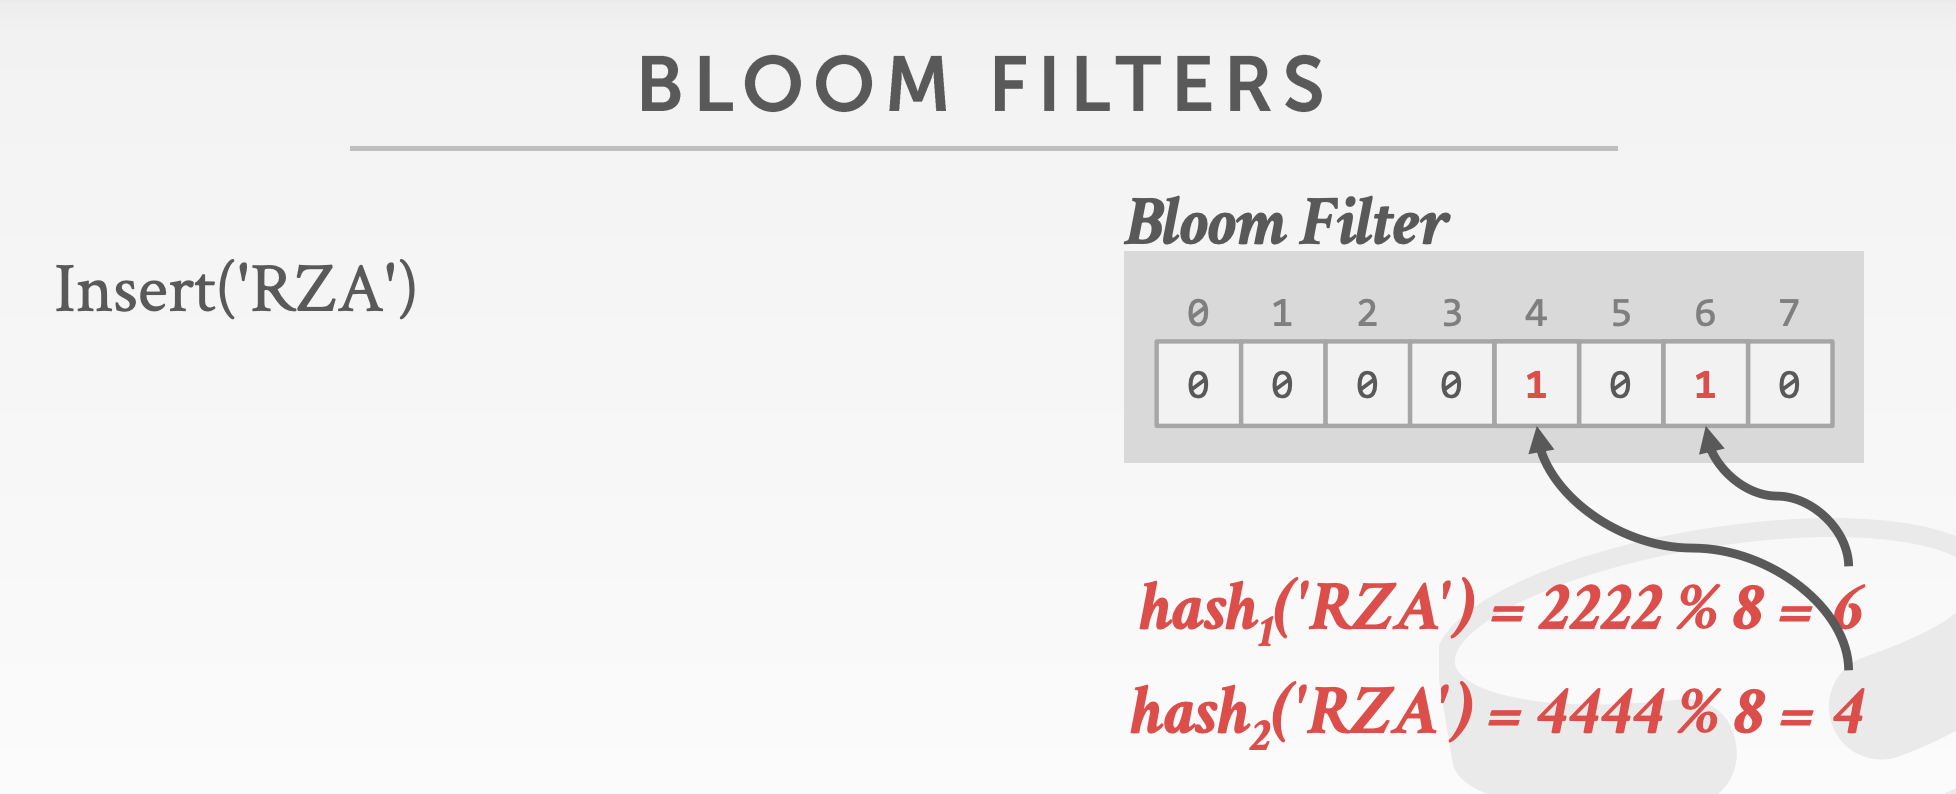 BLOOM FILTERS
Insert('RZA')
Bloom Filter
0 1 2 3 4 5 6 7
0 0 0 0 1 0 1 0
hash₁('RZA') = 2222 % 8 = 6
hash₂('RZA') = 4444 % 8 = 4